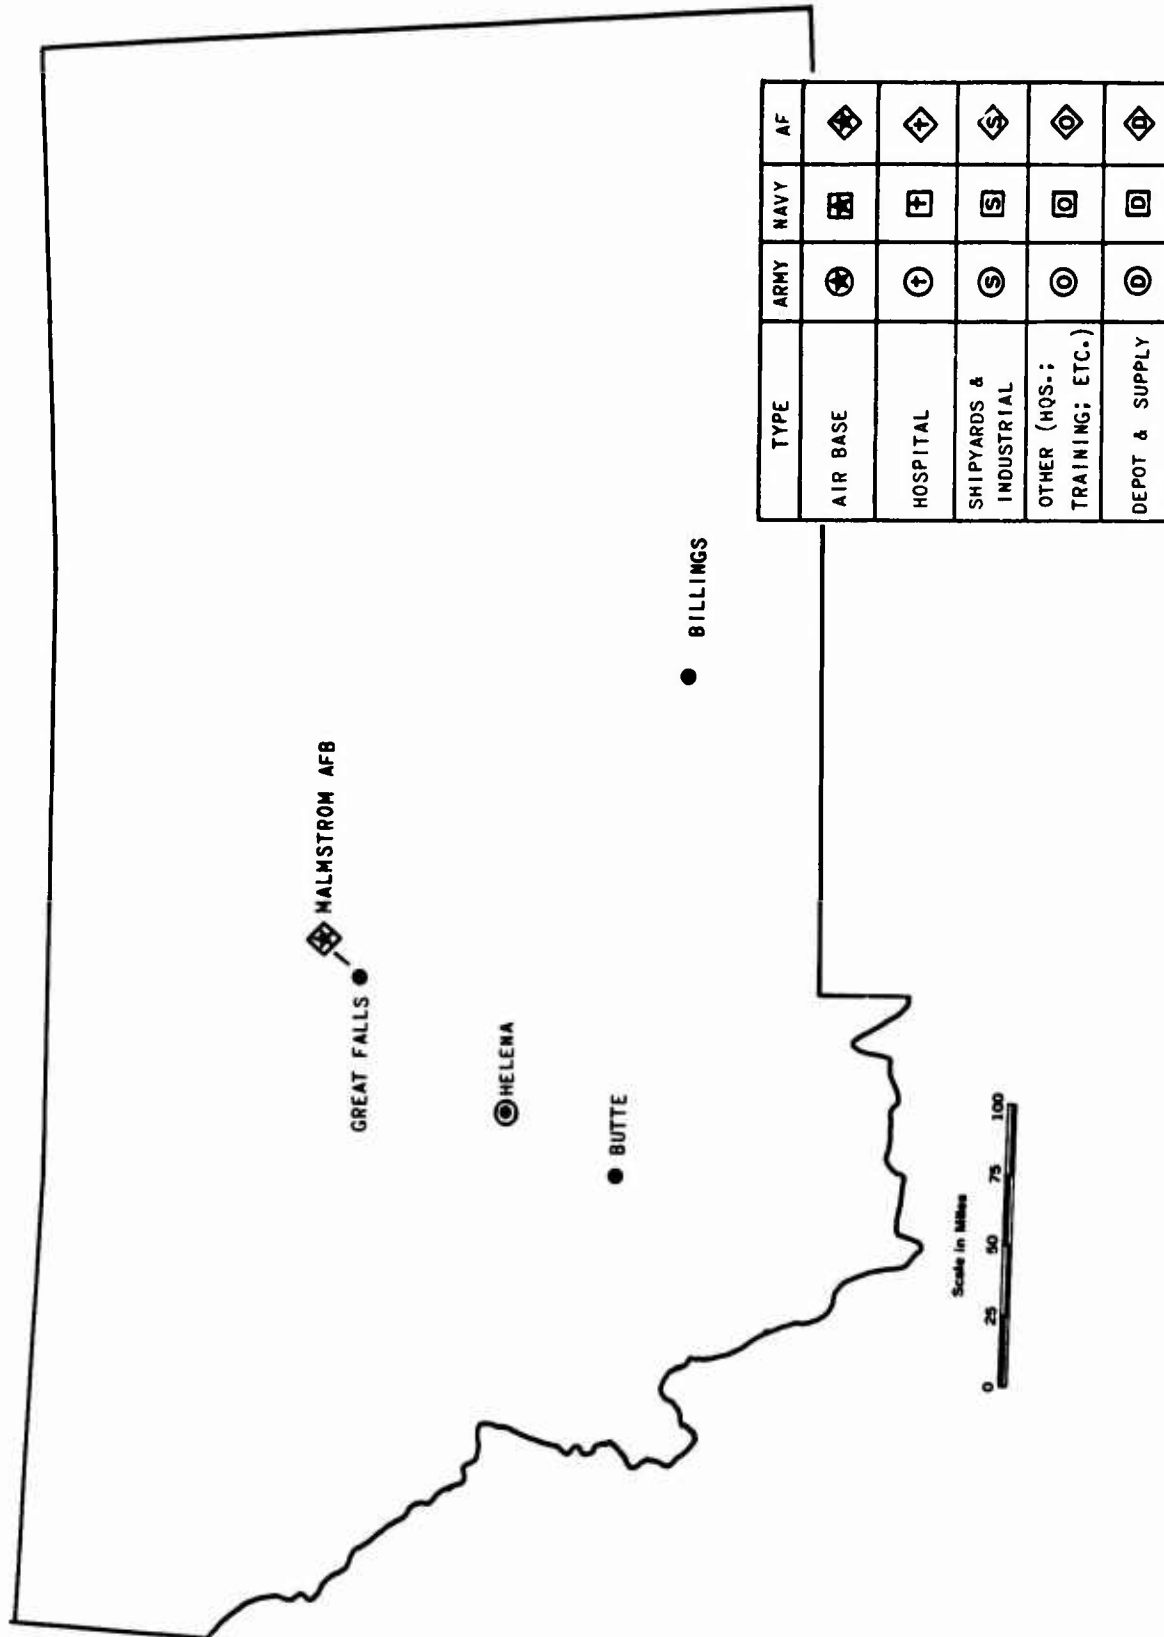 MALMSTROM AFB
GREAT FALLS
HELENA
BUTTE
BILLINGS
Scale in Miles
0 25 50 75 100
TYPE ARMY NAVY AF
AIR BASE
HOSPITAL † † †
SHIPYARDS &
INDUSTRIAL S S S
OTHER (HQS.;
TRAINING; ETC.) O O O
DEPOT & SUPPLY D D D